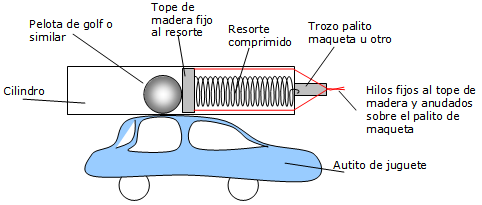 Pelota de golf o
similar
Tope de
madera fijo
al resorte
Resorte
comprimido
Trozo palito
maqueta u otro
Cilindro
Hilos fijos al tope de
madera y anudados
sobre el palito de
maqueta
Autito de juguete